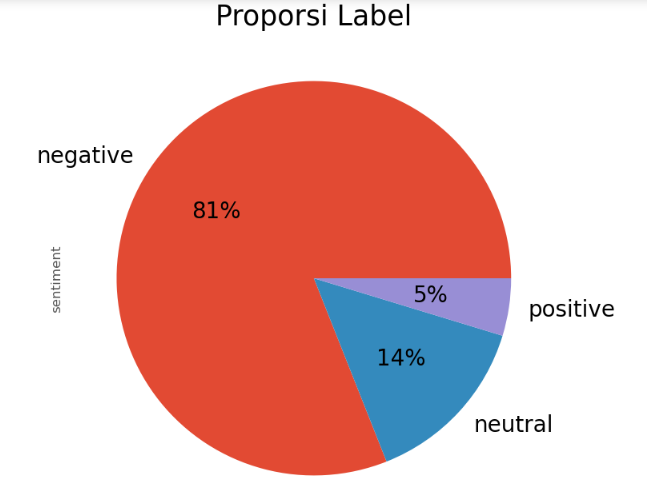 Proporsi Label
negative
81%
sentiment
5%
positive
14%
neutral